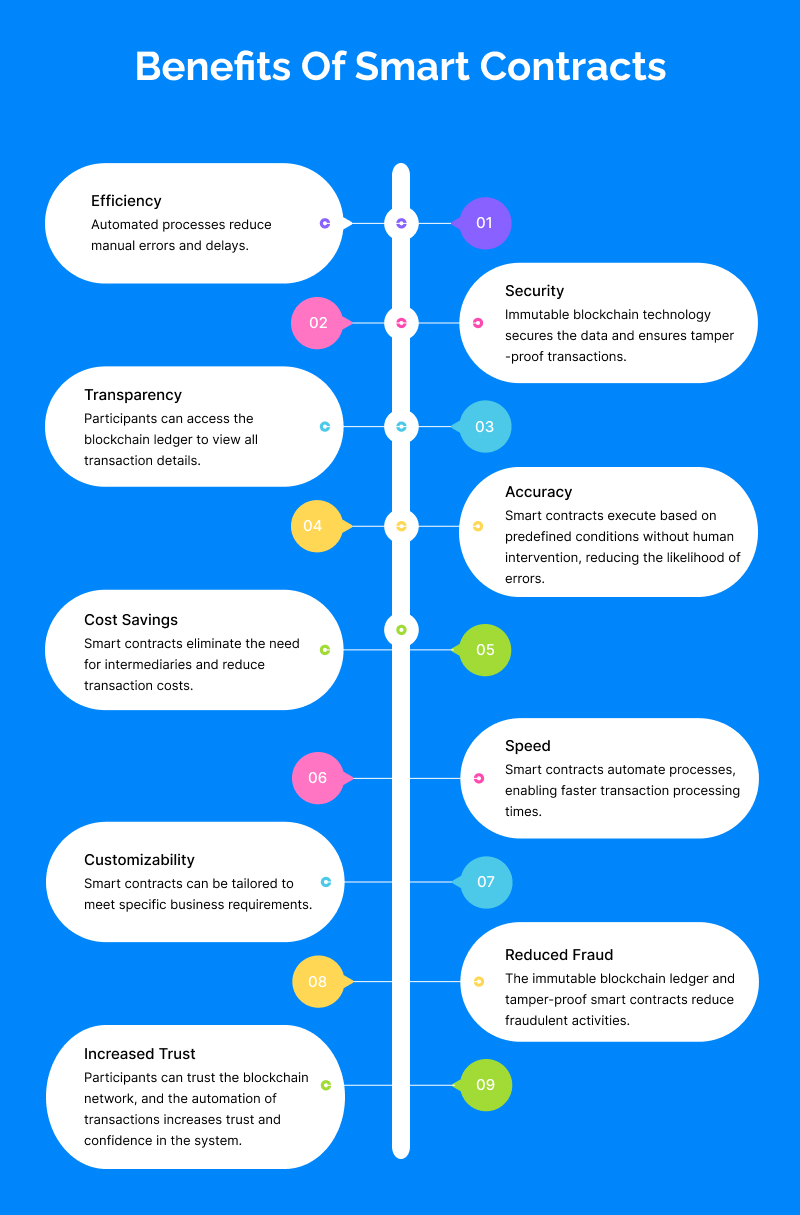 Benefits Of Smart Contracts
Efficiency
Automated processes reduce
manual errors and delays.
01
02
Security
Immutable blockchain technology
secures the data and ensures tamper
-proof transactions.
Transparency
Participants can access the
blockchain ledger to view all
transaction details.
03
04
Accuracy
Smart contracts execute based on
predefined conditions without human
intervention, reducing the likelihood of
errors.
Cost Savings
Smart contracts eliminate the need
for intermediaries and reduce
transaction costs.
05
06
Speed
Smart contracts automate processes,
enabling faster transaction processing
times.
Customizability
Smart contracts can be tailored to
meet specific business requirements.
07
08
Reduced Fraud
The immutable blockchain ledger and
tamper-proof smart contracts reduce
fraudulent activities.
Increased Trust
Participants can trust the blockchain
network, and the automation of
transactions increases trust and
confidence in the system.
09